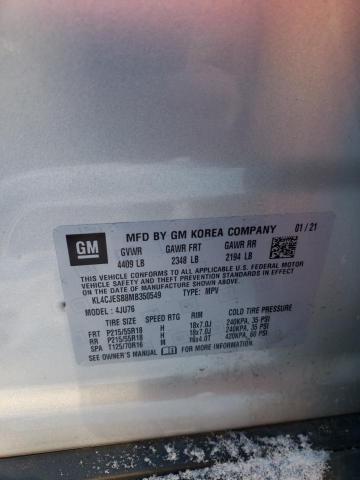 GM
MFD BY GM KOREA COMPANY 01/21
GVWR GAWR FRT GAWR RR
4409 LB 2348 LB 2194 LB
THIS VEHICLE CONFORMS TO ALL APPLICABLE U.S. FEDERAL MOTOR
VEHICLE SAFETY, BUMPER, AND THEFT PREVENTION STANDARDS IN
EFFECT ON THE DATE OF MANUFACTURE SHOWN ABOVE.
KL4CJESB8MB350549 TYPE: MPV
MODEL: 4JU76
TIRE SIZE SPEED RTG RIM COLD TIRE PRESSURE
FRT P215/55R18 H 18x7.0J 240KPA, 35 PSI
RR P215/55R18 H 18x7.0J 240KPA, 35 PSI
SPA T125/70R16 M 16x4.0T 420KPA, 60 PSI
SEE OWNER'S MANUAL FOR MORE INFORMATION.